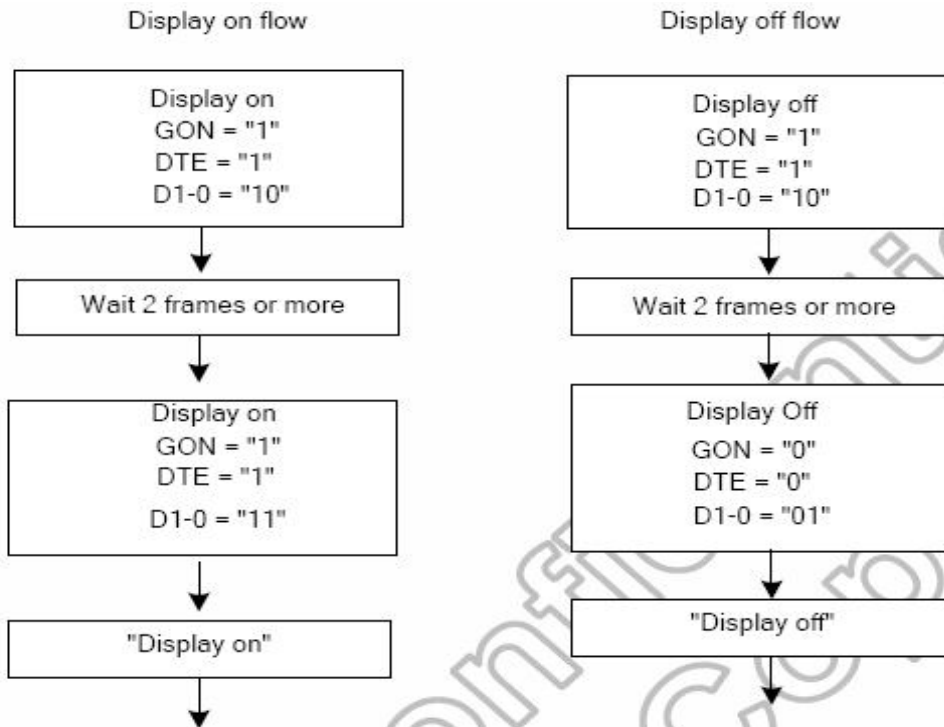 Display on flow
Display on
GON = "1"
DTE = "1"
D1-0 = "10"
Wait 2 frames or more
Display on
GON = "1"
DTE = "1"
D1-0 = "11"
"Display on"
Display off flow
Display off
GON = "1"
DTE = "1"
D1-0 = "10"
Wait 2 frames or more
Display Off
GON = "0"
DTE = "0"
D1-0 = "01"
"Display off"